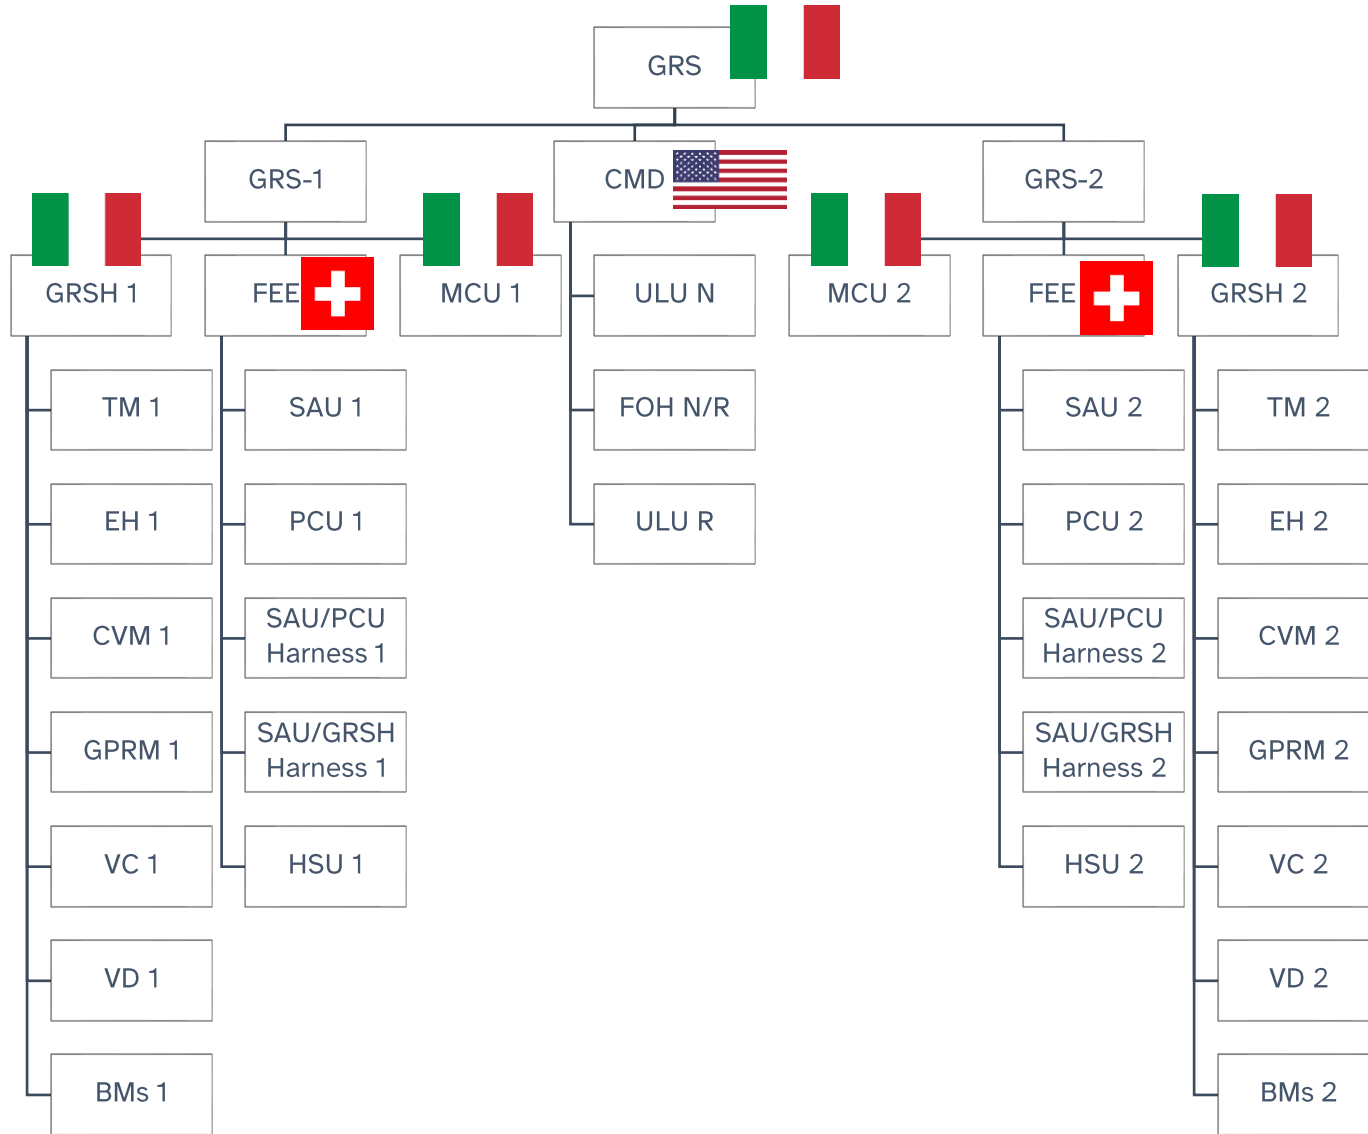 GRS
GRS-1
CMD
GRS-2
GRSH 1
FEE
MCU 1
ULU N
MCU 2
FEE
GRSH 2
TM 1
SAU 1
FOH N/R
SAU 2
TM 2
EH 1
PCU 1
ULU R
PCU 2
EH 2
CVM 1
SAU/PCU
Harness 1
SAU/PCU
Harness 2
CVM 2
GPRM 1
SAU/GRSH
Harness 1
SAU/GRSH
Harness 2
GPRM 2
VC 1
HSU 1
HSU 2
VC 2
VD 1
VD 2
BMs 1
BMs 2